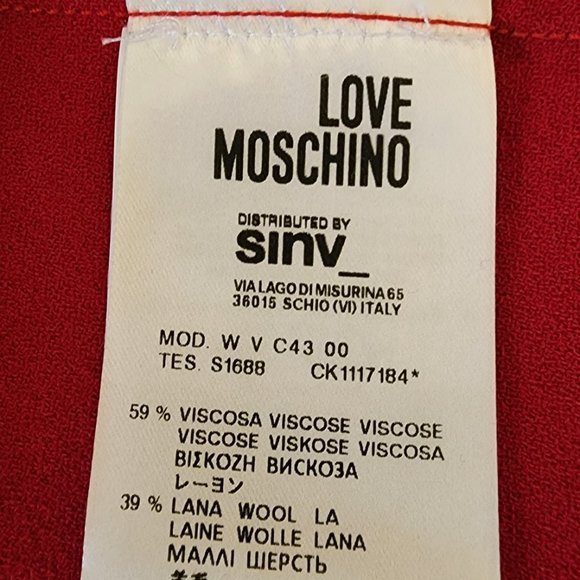 LOVE
MOSCHINO
DISTRIBUTED BY
sinv_
VIA LAGO DI MISURINA 65
36015 SCHIO (VI) ITALY
MOD. W V C43 00
TES. S1688 CK1117184*
59 % VISCOSA VISCOSE VISCOSE
VISCOSE VISKOSE VISCOSA
ΒΙΣΚΟΖΗ ВИСКОЗА
レーヨン
39 % LANA WOOL LA
LAINE WOLLE LANA
ΜΑΛΛΙ ШЕРСТЬ